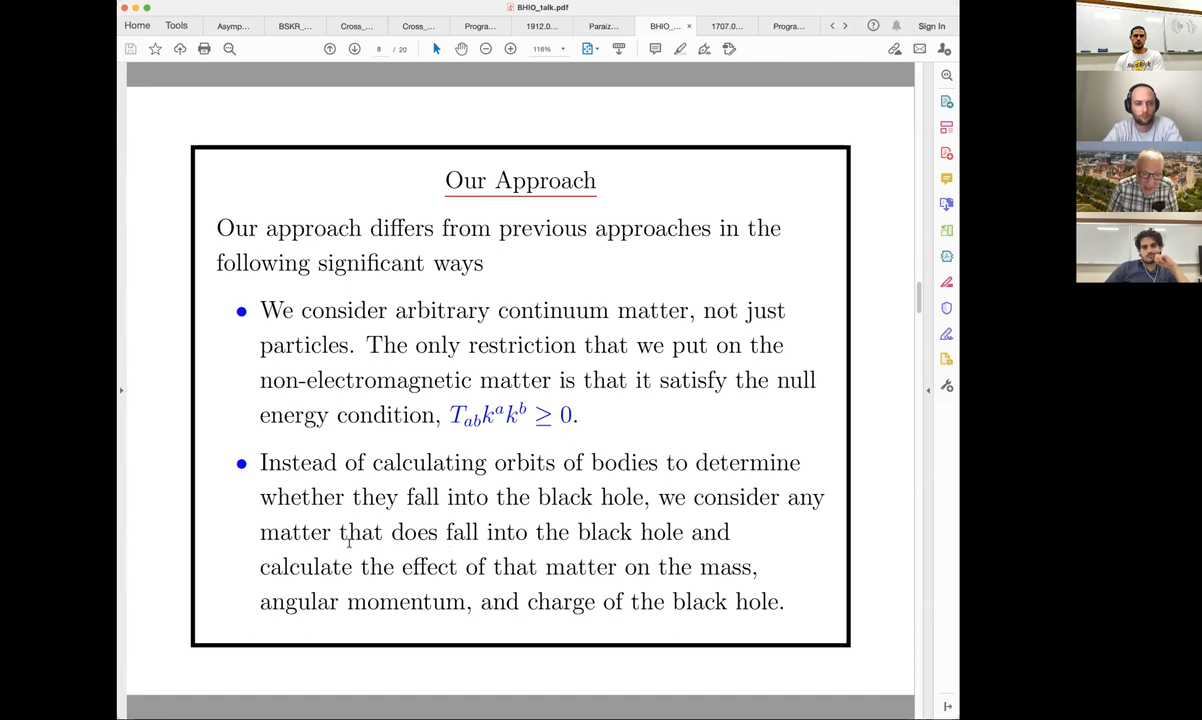 BHIO_talk.pdf
Home Tools Asymp... BSKR_... Cross_... Cross_... Progra... 1912.0... Paraiz... BHIO_... × 1707.0... Progra... Sign In
8 / 20 116%
Our Approach
Our approach differs from previous approaches in the
following significant ways
• We consider arbitrary continuum matter, not just
particles. The only restriction that we put on the
non-electromagnetic matter is that it satisfy the null
energy condition, T_{ab}k^a k^b ≥ 0.
• Instead of calculating orbits of bodies to determine
whether they fall into the black hole, we consider any
matter that does fall into the black hole and
calculate the effect of that matter on the mass,
angular momentum, and charge of the black hole.